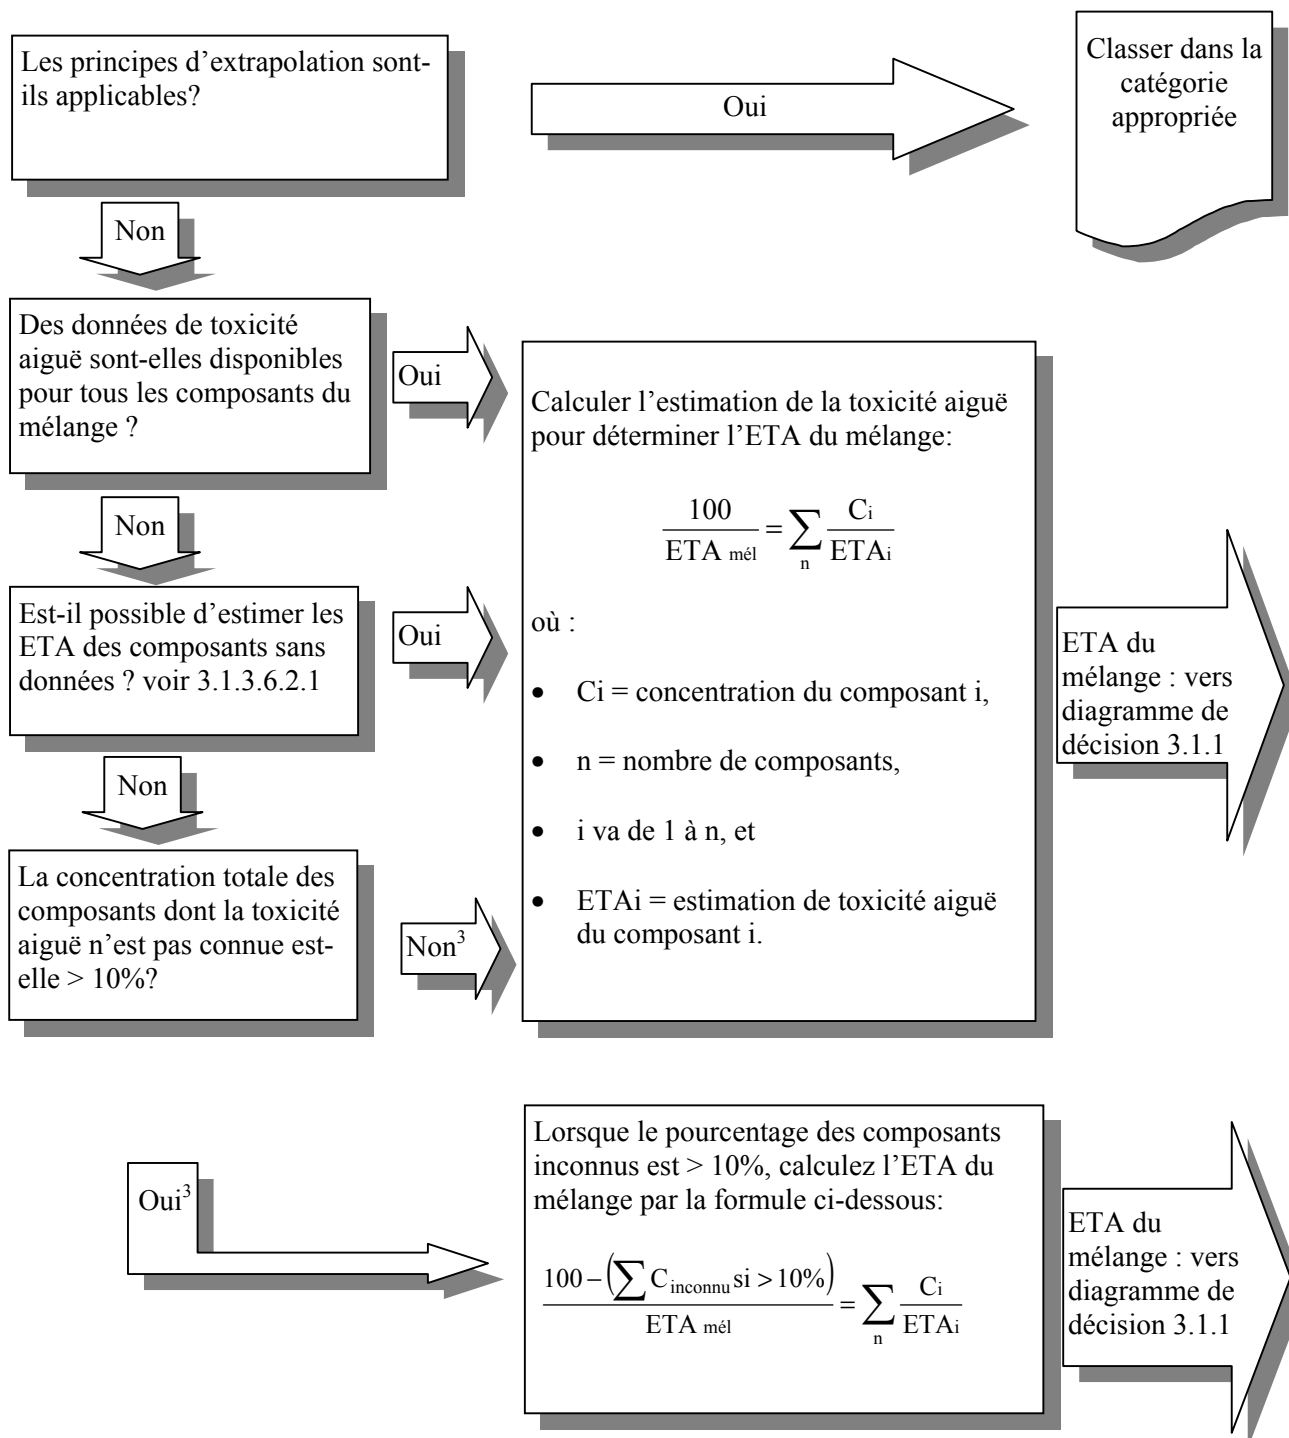 Les principes d’extrapolation sont-
ils applicables?
Oui
Classer dans la
catégorie
appropriée
Non
Des données de toxicité
aiguë sont-elles disponibles
pour tous les composants du
mélange ?
Oui
Non
Est-il possible d’estimer les
ETA des composants sans
données ? voir 3.1.3.6.2.1
Oui
Non
La concentration totale des
composants dont la toxicité
aiguë n’est pas connue est-
elle > 10%?
Non³
Calculer l’estimation de la toxicité aiguë
pour déterminer l’ETA du mélange:
100 / ETA mél = ∑ n Ci / ETAi
où :
• Ci = concentration du composant i,
• n = nombre de composants,
• i va de 1 à n, et
• ETAi = estimation de toxicité aiguë
du composant i.
ETA du
mélange : vers
diagramme de
décision 3.1.1
Oui³
Lorsque le pourcentage des composants
inconnus est > 10%, calculez l’ETA du
mélange par la formule ci-dessous:
100 – (∑ C inconnu si > 10%) / ETA mél = ∑ n Ci / ETAi
ETA du
mélange : vers
diagramme de
décision 3.1.1